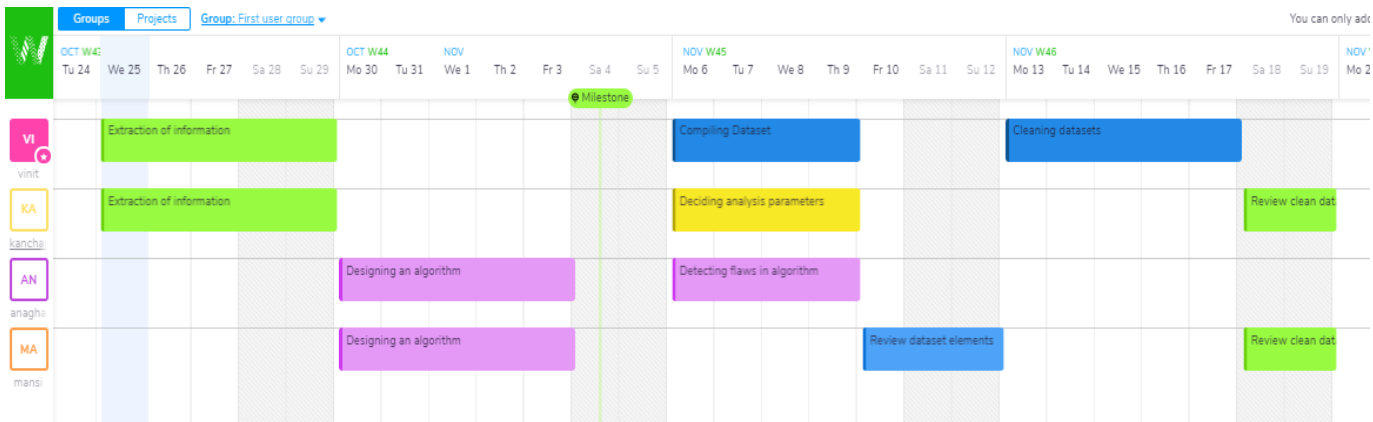 Groups Projects Group: First user group You can only add
OCT W43 OCT W44 NOV NOV W45 NOV W46 NOV
Tu 24 We 25 Th 26 Fr 27 Sa 28 Su 29 Mo 30 Tu 31 We 1 Th 2 Fr 3 Sa 4 Su 5 Mo 6 Tu 7 We 8 Th 9 Fr 10 Sa 11 Su 12 Mo 13 Tu 14 We 15 Th 16 Fr 17 Sa 18 Su 19 Mo 2
Milestone
VI Extraction of information Compiling Dataset Cleaning datasets
vinit
KA Extraction of information Deciding analysis parameters Review clean dat
kancha
AN Designing an algorithm Detecting flaws in algorithm
anagha
MA Designing an algorithm Review dataset elements Review clean dat
mansi